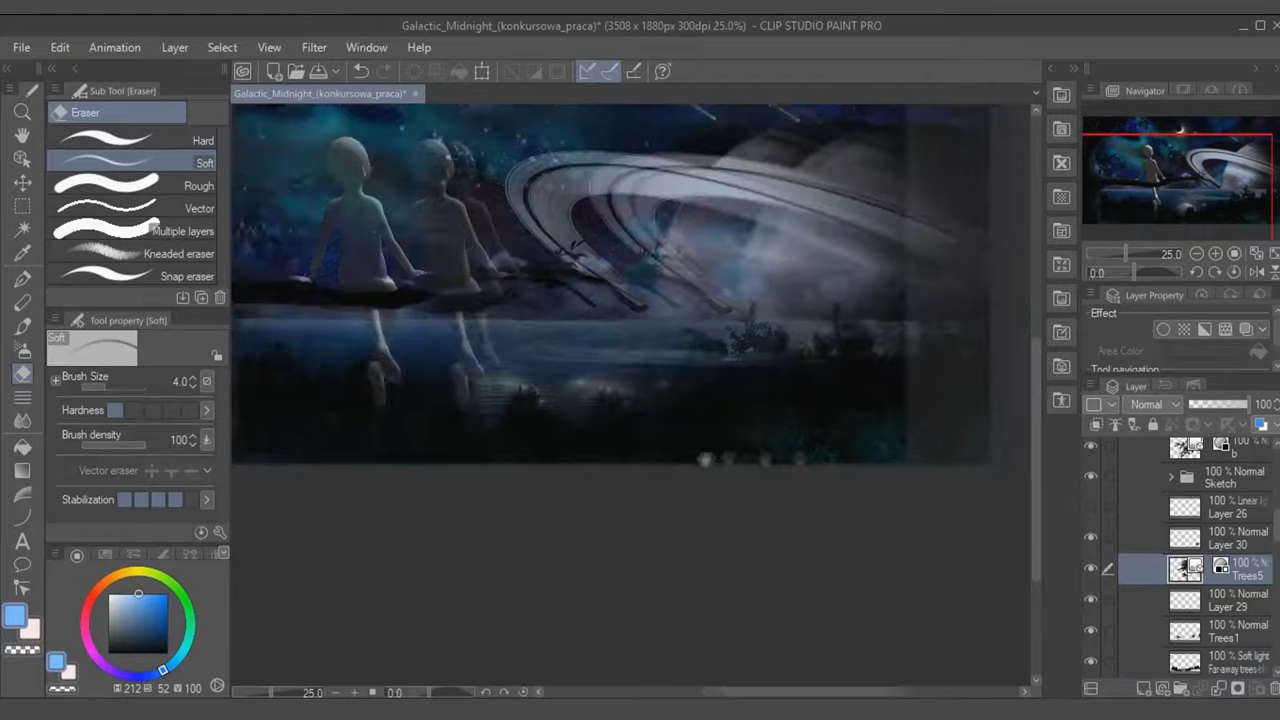 Galactic_Midnight_(konkursowa_praca)* (3508 x 1880px 300dpi 25.0%) - CLIP STUDIO PAINT PRO
File Edit Animation Layer Select View Filter Window Help
Galactic_Midnight_(konkursowa_praca)*
Sub Tool (Eraser)
Eraser
Hard
Soft
Rough
Vector
Multiple layers
Kneaded eraser
Snap eraser
Tool property (Soft)
Soft
Brush Size 4.0
Hardness
Brush density 100
Vector eraser
Stabilization
H 212 S 52 V 100
25.0 0.0
Navigator
25.0
0.0
Layer Property
Effect
Area Color
Tool navigation
Layer
Normal 100
b
100 % Normal
Sketch
Layer 26
100 % Normal
Layer 30
Trees5
100 % Normal
Layer 29
100 % Normal
Trees1
100 % Soft light